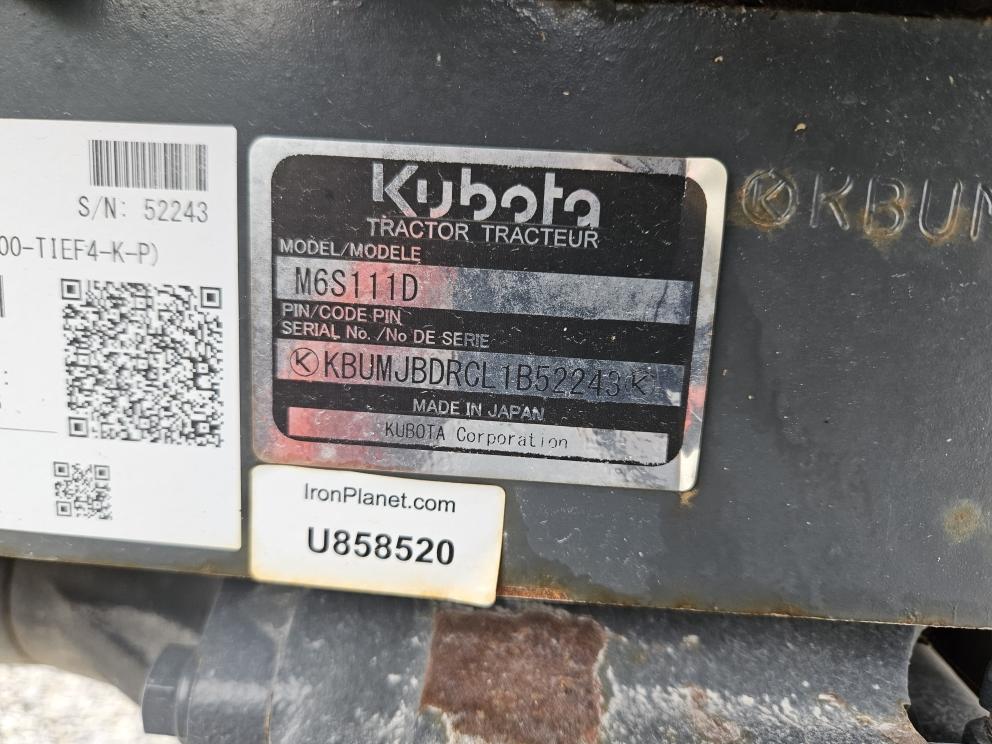 S/N: 52243
00-TIEF4-K-P)
Kubota
TRACTOR TRACTEUR
MODEL/MODELE
M6S111D
PIN/CODE PIN
SERIAL No. /No DE SERIE
KBUMJBDRCL1B52243
MADE IN JAPAN
KUBOTA Corporation
IronPlanet.com
U858520
KBUM